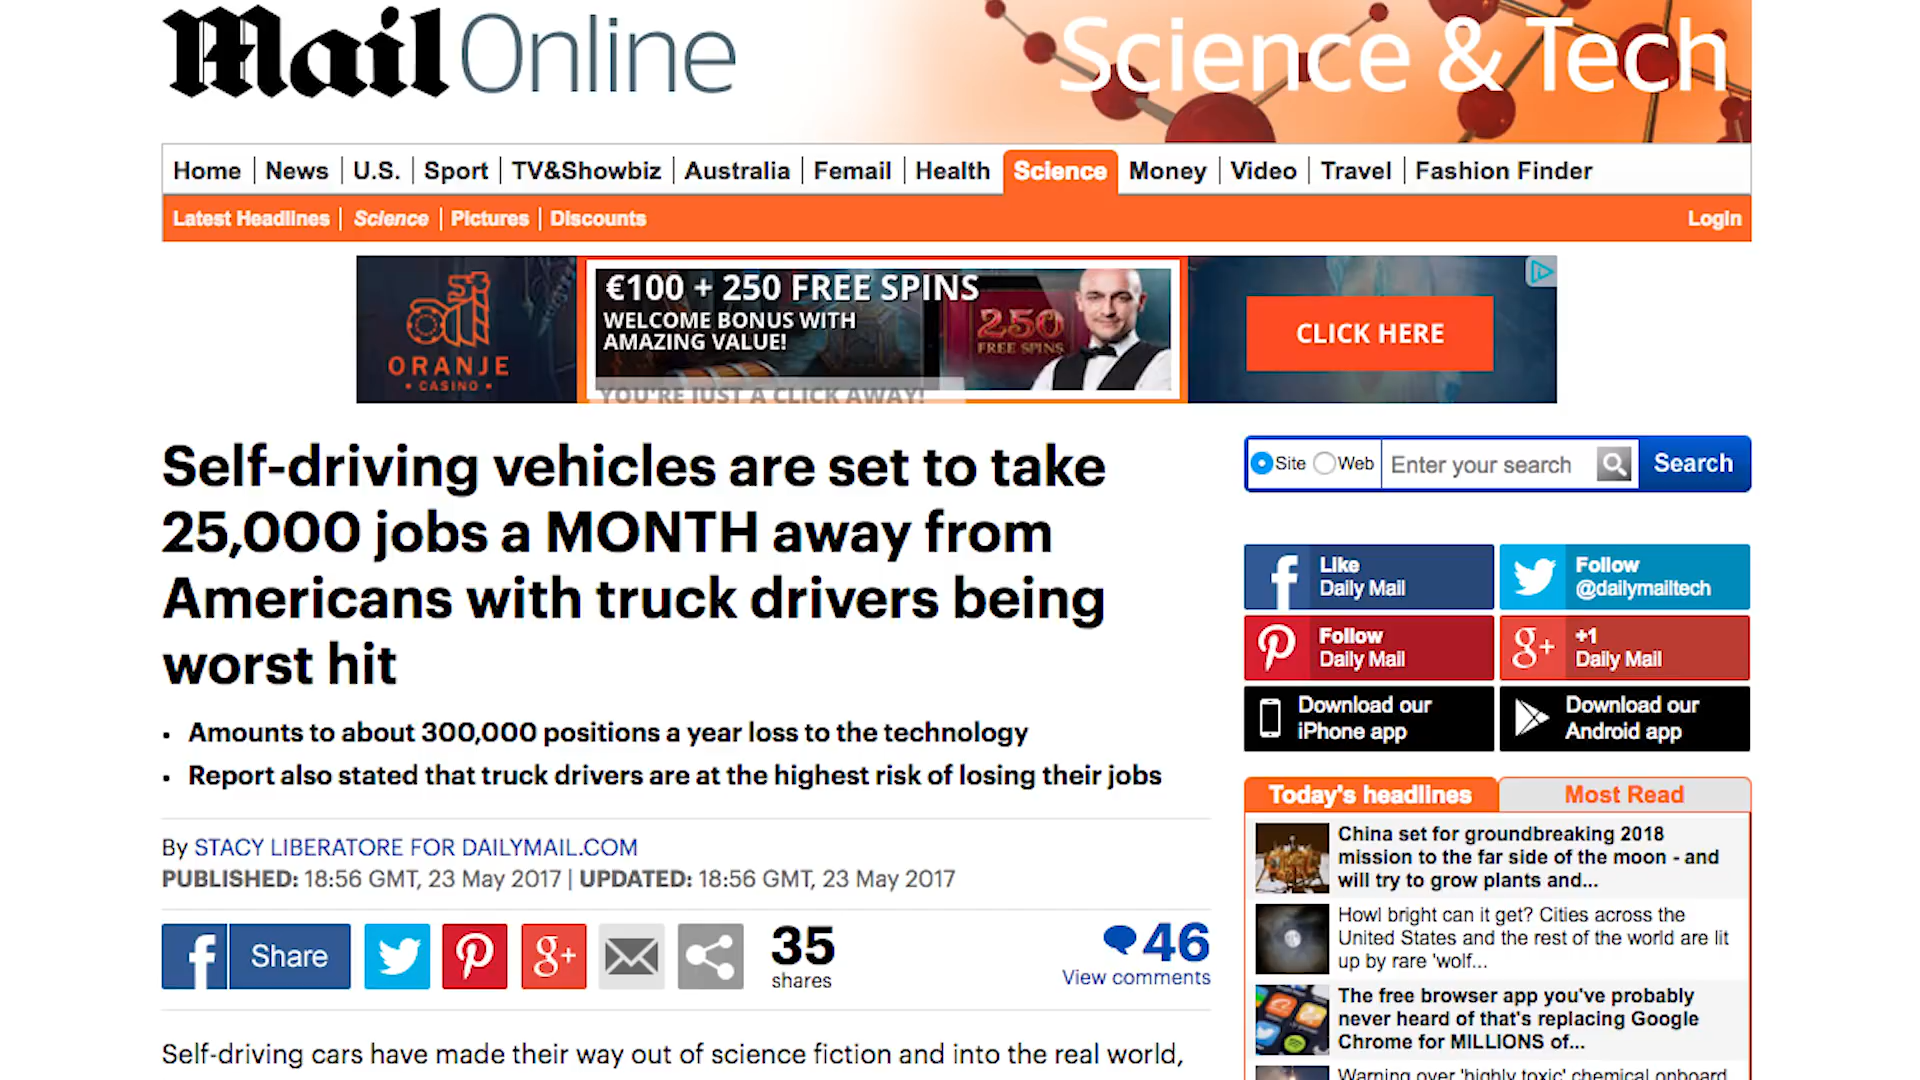 Mail Online
Science & Tech
Home News U.S. Sport TV&Showbiz Australia Femail Health Science Money Video Travel Fashion Finder
Latest Headlines Science Pictures Discounts Login
ORANJE
• CASINO •
€100 + 250 FREE SPINS
WELCOME BONUS WITH
AMAZING VALUE!
YOU'RE JUST A CLICK AWAY!
250
FREE SPINS
CLICK HERE
Self-driving vehicles are set to take
25,000 jobs a MONTH away from
Americans with truck drivers being
worst hit
• Amounts to about 300,000 positions a year loss to the technology
• Report also stated that truck drivers are at the highest risk of losing their jobs
By STACY LIBERATORE FOR DAILYMAIL.COM
PUBLISHED: 18:56 GMT, 23 May 2017 | UPDATED: 18:56 GMT, 23 May 2017
Share
35
shares
46
View comments
Self-driving cars have made their way out of science fiction and into the real world,
Site Web Enter your search Search
Like
Daily Mail
Follow
@dailymailtech
Follow
Daily Mail
+1
Daily Mail
Download our
iPhone app
Download our
Android app
Today's headlines Most Read
China set for groundbreaking 2018
mission to the far side of the moon - and
will try to grow plants and...
Howl bright can it get? Cities across the
United States and the rest of the world are lit
up by rare 'wolf...
The free browser app you've probably
never heard of that's replacing Google
Chrome for MILLIONS of...
Warning over 'highly toxic' chemical onboard